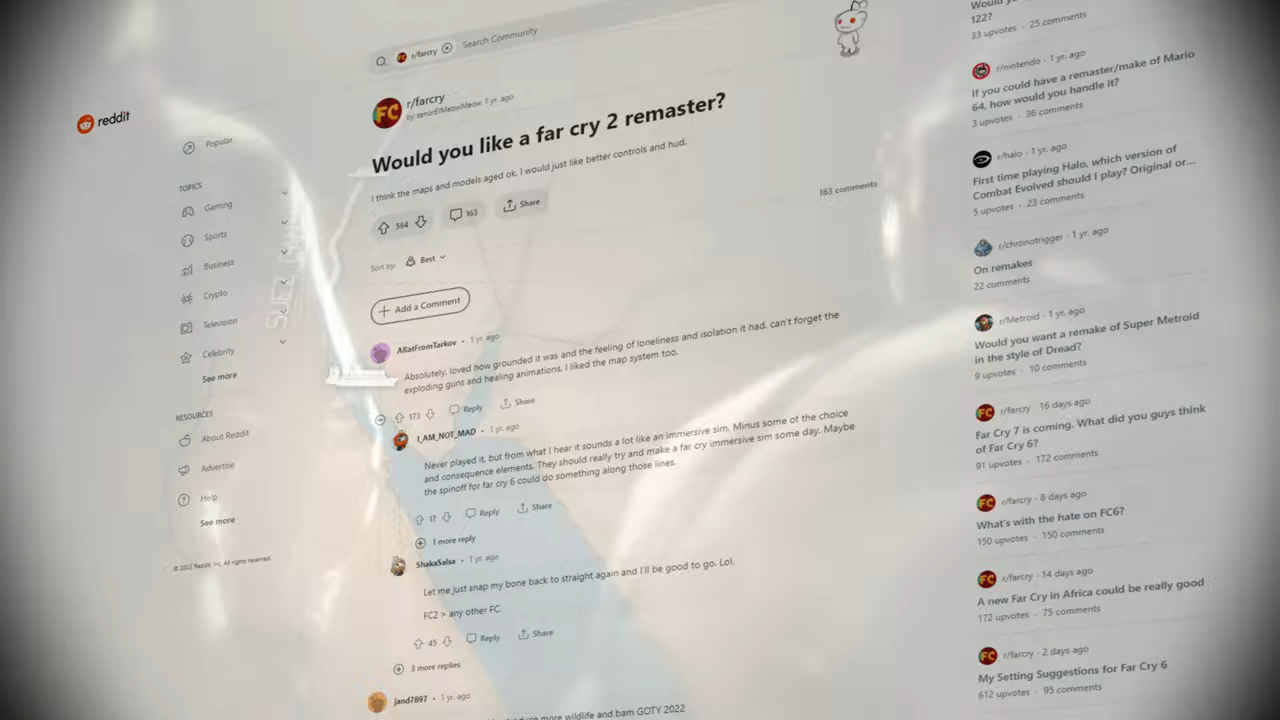 reddit
Popular
TOPICS
Gaming
Sports
Business
Crypto
Television
Celebrity
See more
RESOURCES
About Reddit
Advertise
Help
See more
© 2023 Reddit, Inc. All rights reserved.
r/farcry
Search Community
FC
r/farcry
by senorElMeowMeow 1 yr. ago
Would you like a far cry 2 remaster?
I think the maps and models aged ok. I would just like better controls and hud.
564
163
Share
163 comments
Sort by:
Best
Add a Comment
ARatFromTarkov • 1 yr. ago
Absolutely, loved how grounded it was and the feeling of loneliness and isolation it had, can't forget the
exploding guns and healing animations. I liked the map system too.
173
Reply
Share
I_AM_NOT_MAD • 1 yr. ago
Never played it, but from what I hear it sounds a lot like an immersive sim. Minus some of the choice
and consequence elements. They should really try and make a far cry immersive sim some day. Maybe
the spinoff for far cry 6 could do something along those lines.
17
Reply
Share
1 more reply
ShakaSalsa • 1 yr. ago
Let me just snap my bone back to straight again and I'll be good to go. Lol.
FC2 > any other FC
45
Reply
Share
3 more replies
jand7897 • 1 yr. ago
more wildlife and bam GOTY 2022
122?
33 upvotes · 25 comments
r/nintendo · 1 yr. ago
If you could have a remaster/make of Mario
64, how would you handle it?
3 upvotes · 36 comments
r/halo · 1 yr. ago
First time playing Halo, which version of
Combat Evolved should I play? Original or...
5 upvotes · 23 comments
r/chronotrigger · 1 yr. ago
On remakes
22 comments
r/Metroid · 1 yr. ago
Would you want a remake of Super Metroid
in the style of Dread?
9 upvotes · 10 comments
FC
r/farcry · 16 days ago
Far Cry 7 is coming. What did you guys think
of Far Cry 6?
91 upvotes · 172 comments
FC
r/farcry · 8 days ago
What's with the hate on FC6?
150 upvotes · 150 comments
FC
r/farcry · 14 days ago
A new Far Cry in Africa could be really good
172 upvotes · 75 comments
FC
r/farcry · 2 days ago
My Setting Suggestions for Far Cry 6
612 upvotes · 95 comments